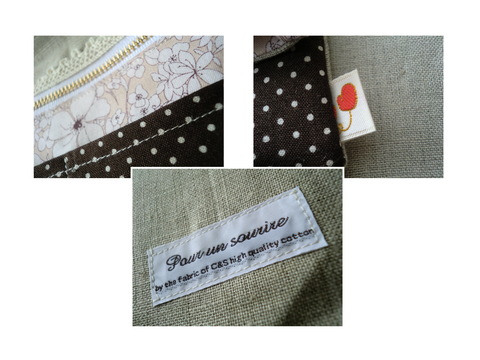 Pour un sourire
by the fabric of C&S high quality cotton